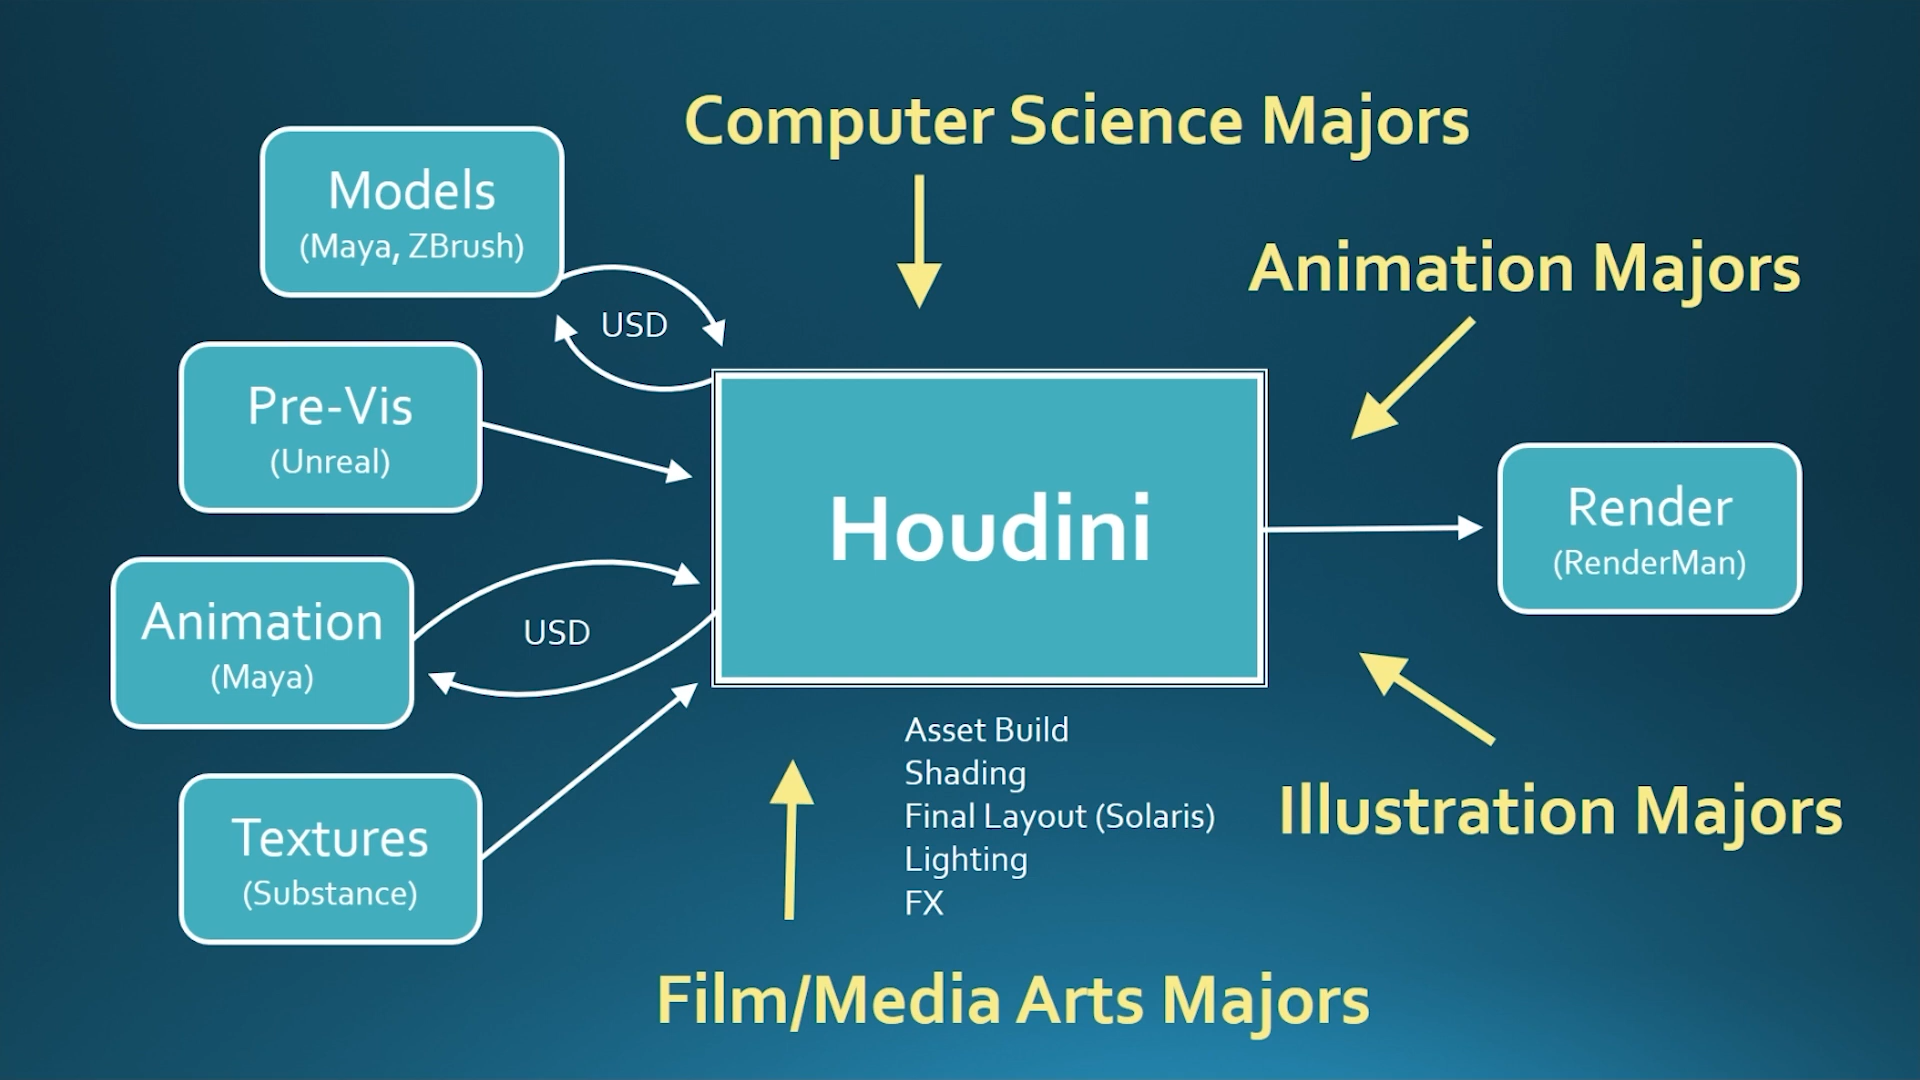 Computer Science Majors
Models
(Maya, ZBrush)
Animation Majors
USD
Pre-Vis
(Unreal)
Houdini
Render
(RenderMan)
Animation
(Maya)
USD
Asset Build
Shading
Final Layout (Solaris)
Lighting
FX
Textures
(Substance)
Illustration Majors
Film/Media Arts Majors